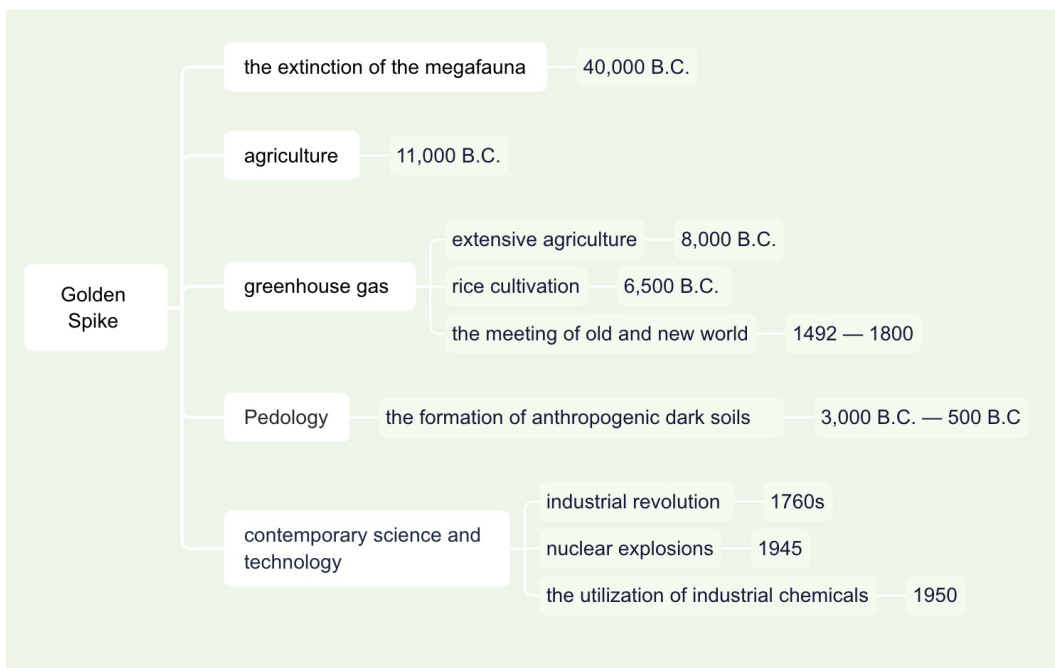 the extinction of the megafauna
40,000 B.C.
agriculture
11,000 B.C.
Golden
Spike
greenhouse gas
extensive agriculture
8,000 B.C.
rice cultivation
6,500 B.C.
the meeting of old and new world
1492 — 1800
Pedology
the formation of anthropogenic dark soils
3,000 B.C. — 500 B.C
contemporary science and
technology
industrial revolution
1760s
nuclear explosions
1945
the utilization of industrial chemicals
1950